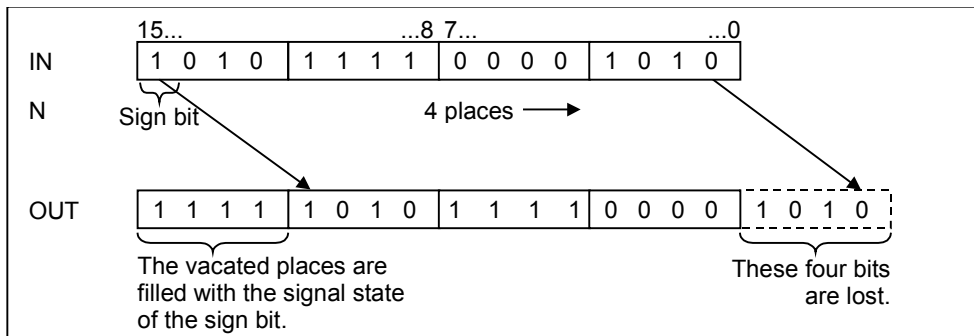 15... ...8 7... ...0
IN 1 0 1 0 1 1 1 1 0 0 0 0 1 0 1 0
N Sign bit 4 places
OUT 1 1 1 1 1 0 1 0 1 1 1 1 0 0 0 0 1 0 1 0
The vacated places are
filled with the signal state
of the sign bit.
These four bits
are lost.